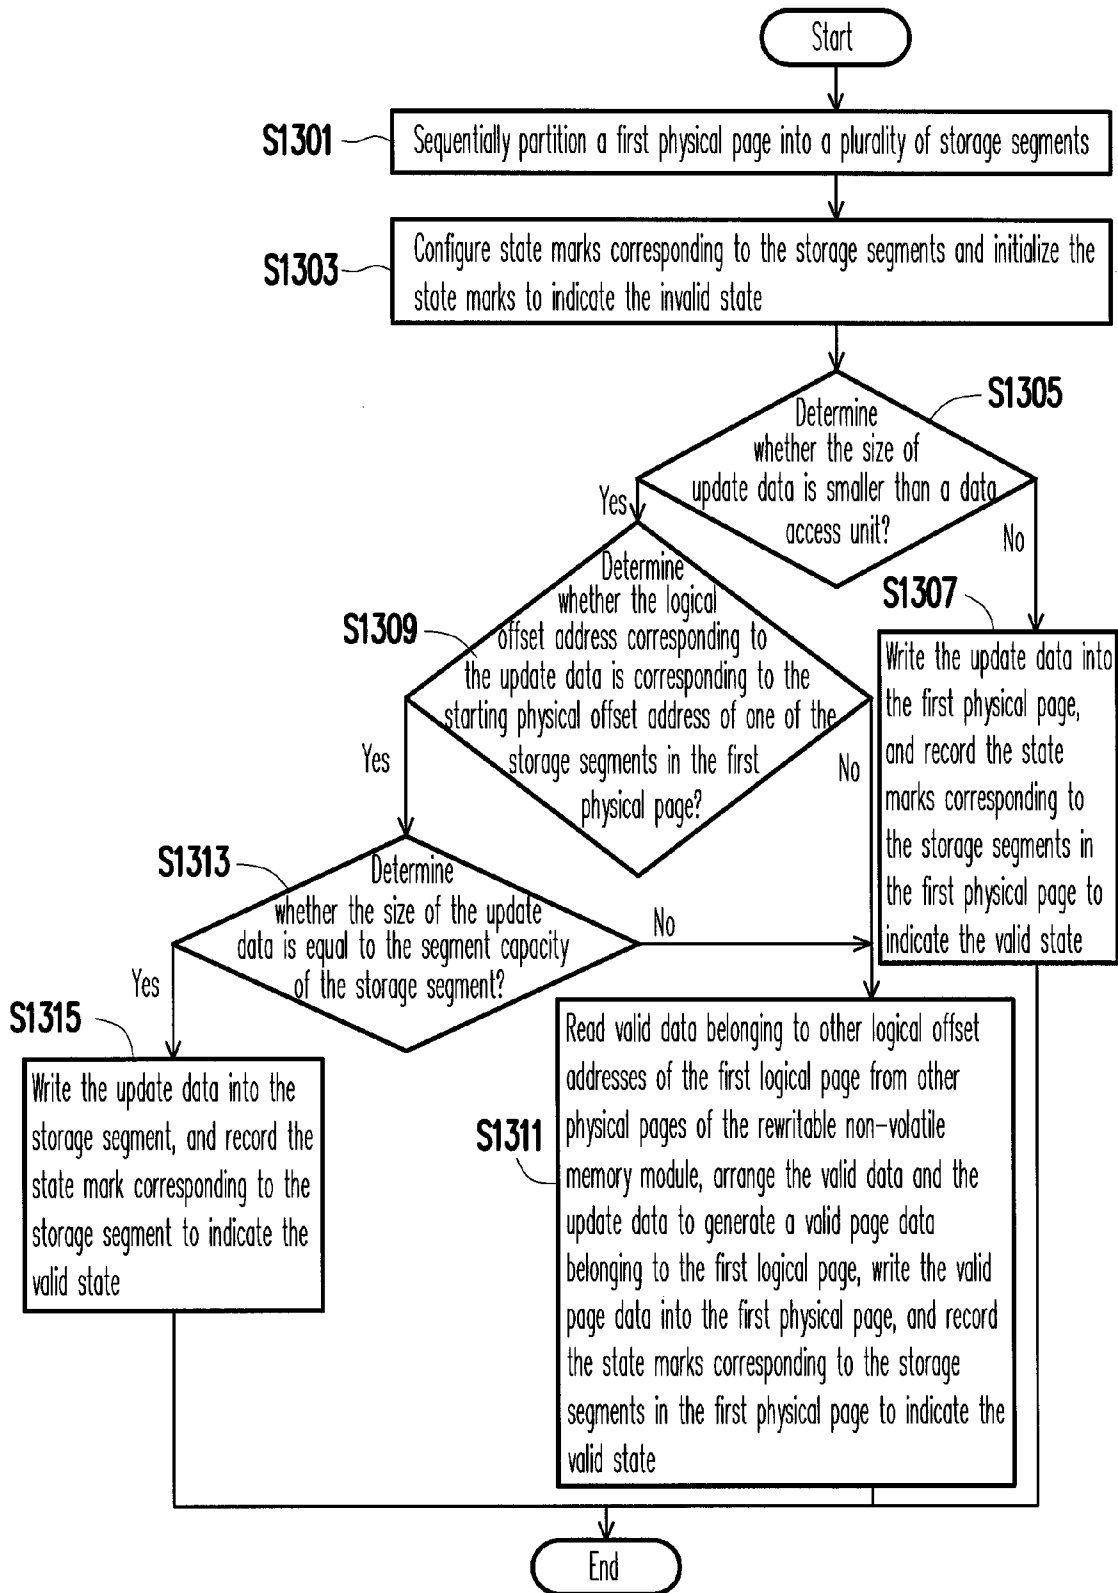 Start
S1301
Sequentially partition a first physical page into a plurality of storage segments
S1303
Configure state marks corresponding to the storage segments and initialize the
state marks to indicate the invalid state
S1305
Determine
whether the size of
update data is smaller than a data
access unit?
Yes
No
S1309
Determine
whether the logical
offset address corresponding to
the update data is corresponding to the
starting physical offset address of one of the
storage segments in the first
physical page?
Yes
No
S1307
Write the update data into
the first physical page,
and record the state
marks corresponding to
the storage segments in
the first physical page to
indicate the valid state
S1313
Determine
whether the size of the update
data is equal to the segment capacity
of the storage segment?
No
Yes
S1315
Write the update data into the
storage segment, and record the
state mark corresponding to the
storage segment to indicate the
valid state
S1311
Read valid data belonging to other logical offset
addresses of the first logical page from other
physical pages of the rewritable non-volatile
memory module, arrange the valid data and the
update data to generate a valid page data
belonging to the first logical page, write the valid
page data into the first physical page, and record
the state marks corresponding to the storage
segments in the first physical page to indicate the
valid state
End